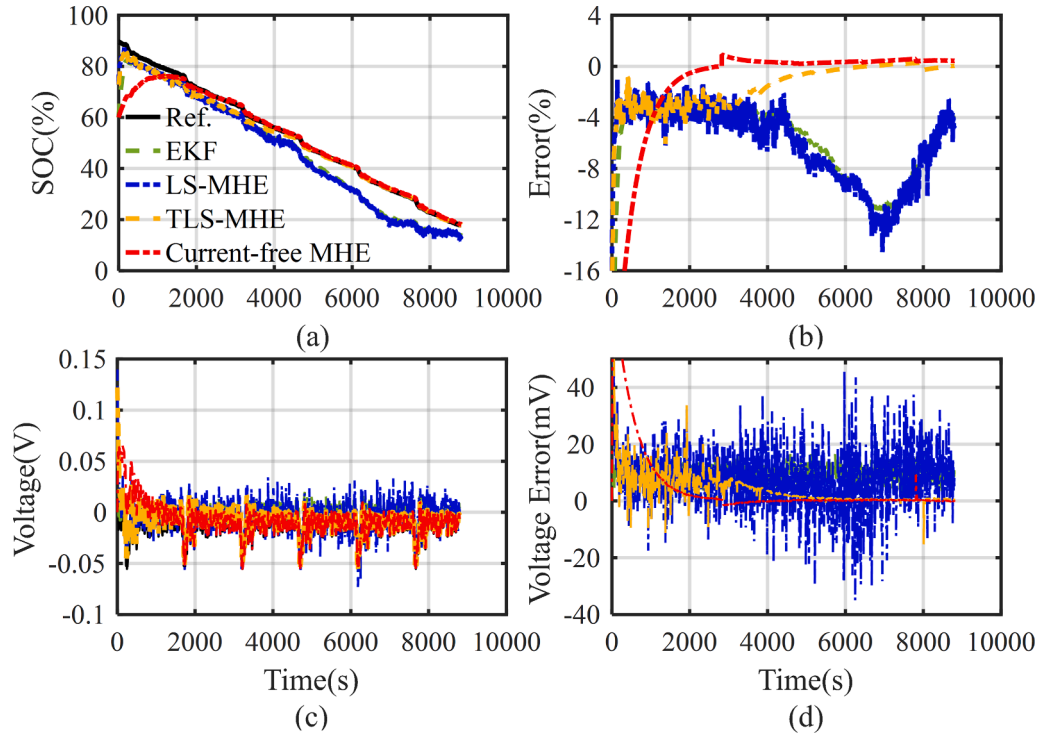 100
80
60
40
20
0
SOC(%)
Ref.
EKF
LS-MHE
TLS-MHE
Current-free MHE
0 2000 4000 6000 8000 10000
(a)
4
0
-4
-8
-12
-16
Error(%)
0 2000 4000 6000 8000 10000
(b)
0.15
0.1
0.05
0
-0.05
-0.1
Voltage(V)
0 2000 4000 6000 8000 10000
Time(s)
(c)
40
20
0
-20
-40
Voltage Error(mV)
0 2000 4000 6000 8000 10000
Time(s)
(d)